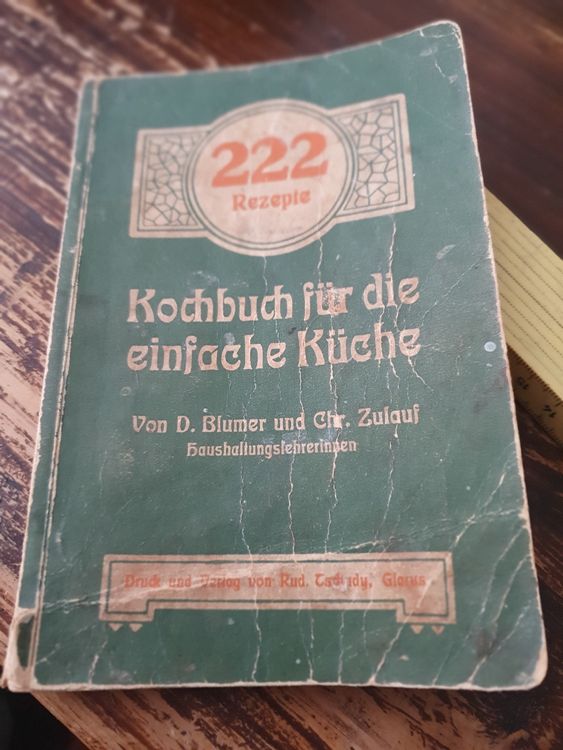 222
Rezepte
Kochbuch für die
einfache Küche
Von D. Blumer und Chr. Zulauf
Haushaltungslehrerinnen
Druck und Verlag von Rud. Tschudy, Glarus